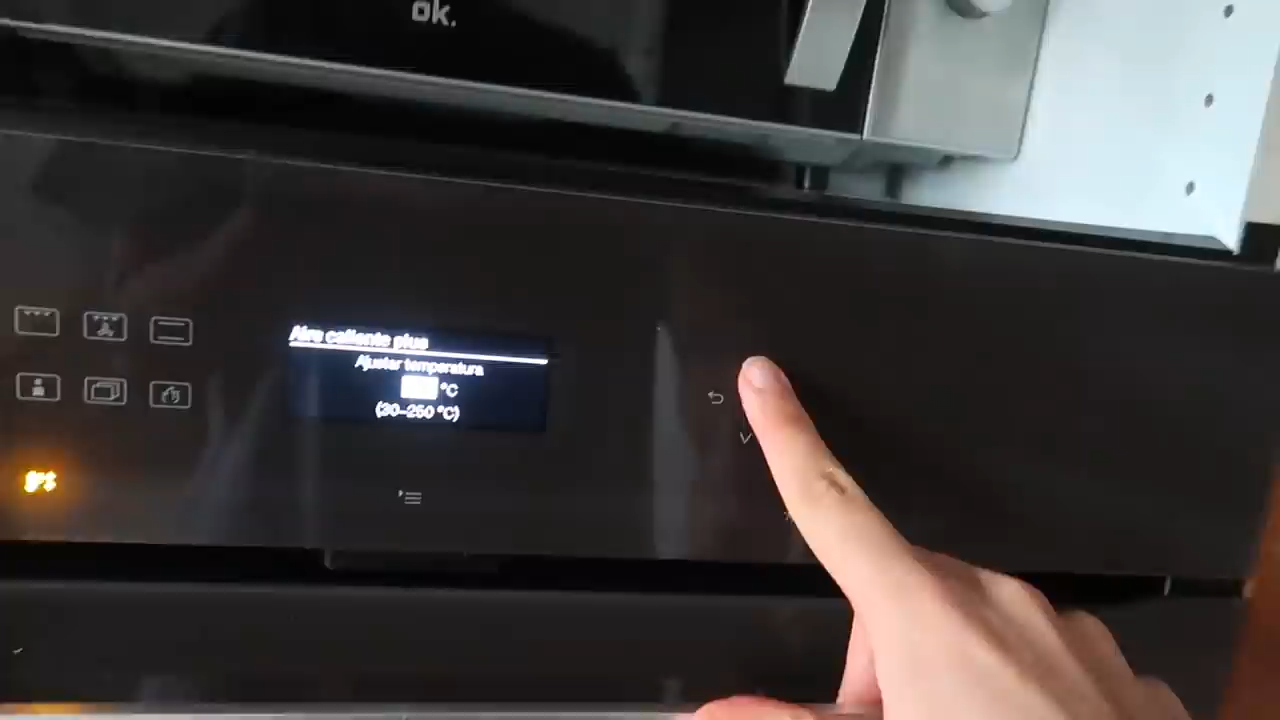 ok.
Aire caliente plus
Ajustar temperatura
°C
(30–250 °C)